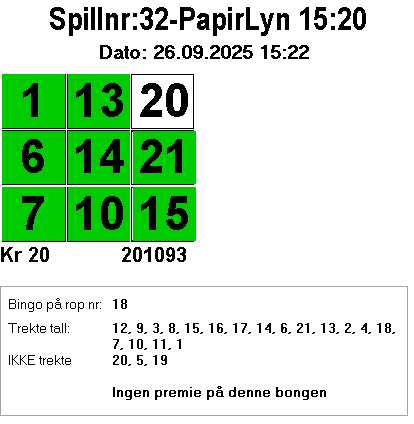 Spillnr:32-PapirLyn 15:20
Dato: 26.09.2025 15:22
1 13 20
6 14 21
7 10 15
Kr 20 201093
Bingo på rop nr: 18
Trekte tall: 12, 9, 3, 8, 15, 16, 17, 14, 6, 21, 13, 2, 4, 18,
7, 10, 11, 1
IKKE trekte 20, 5, 19
Ingen premie på denne bongen